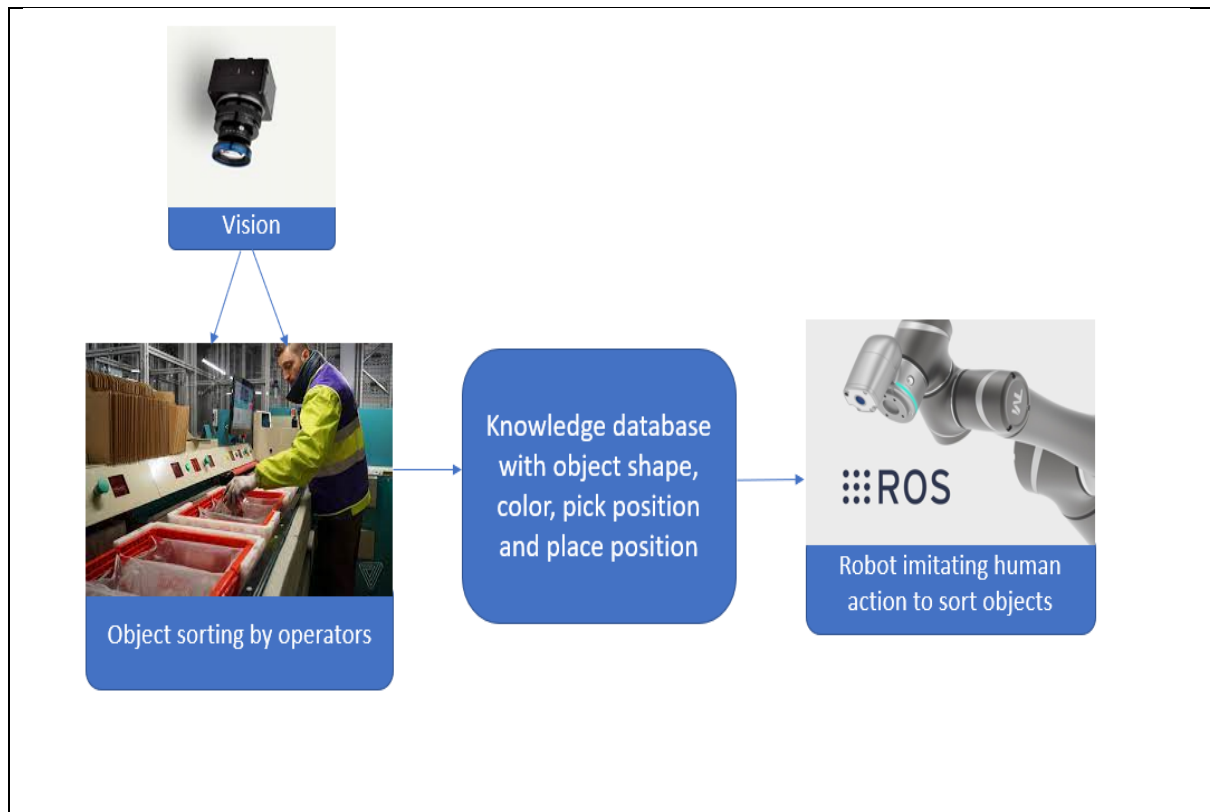 Vision
Object sorting by operators
Knowledge database
with object shape,
color, pick position
and place position
TM
ROS
Robot imitating human
action to sort objects